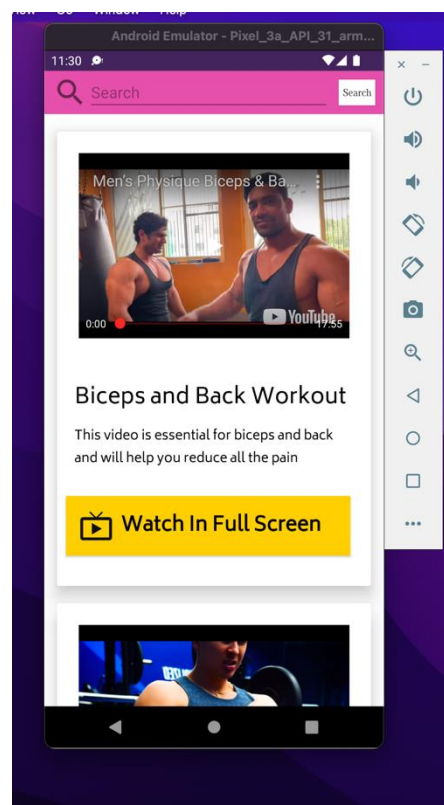 Android Emulator - Pixel_3a_API_31_arm...
11:30
Search
Search
Men's Physique Biceps & Ba...
YouTube
0:00
17:55
Biceps and Back Workout
This video is essential for biceps and back
and will help you reduce all the pain
Watch In Full Screen